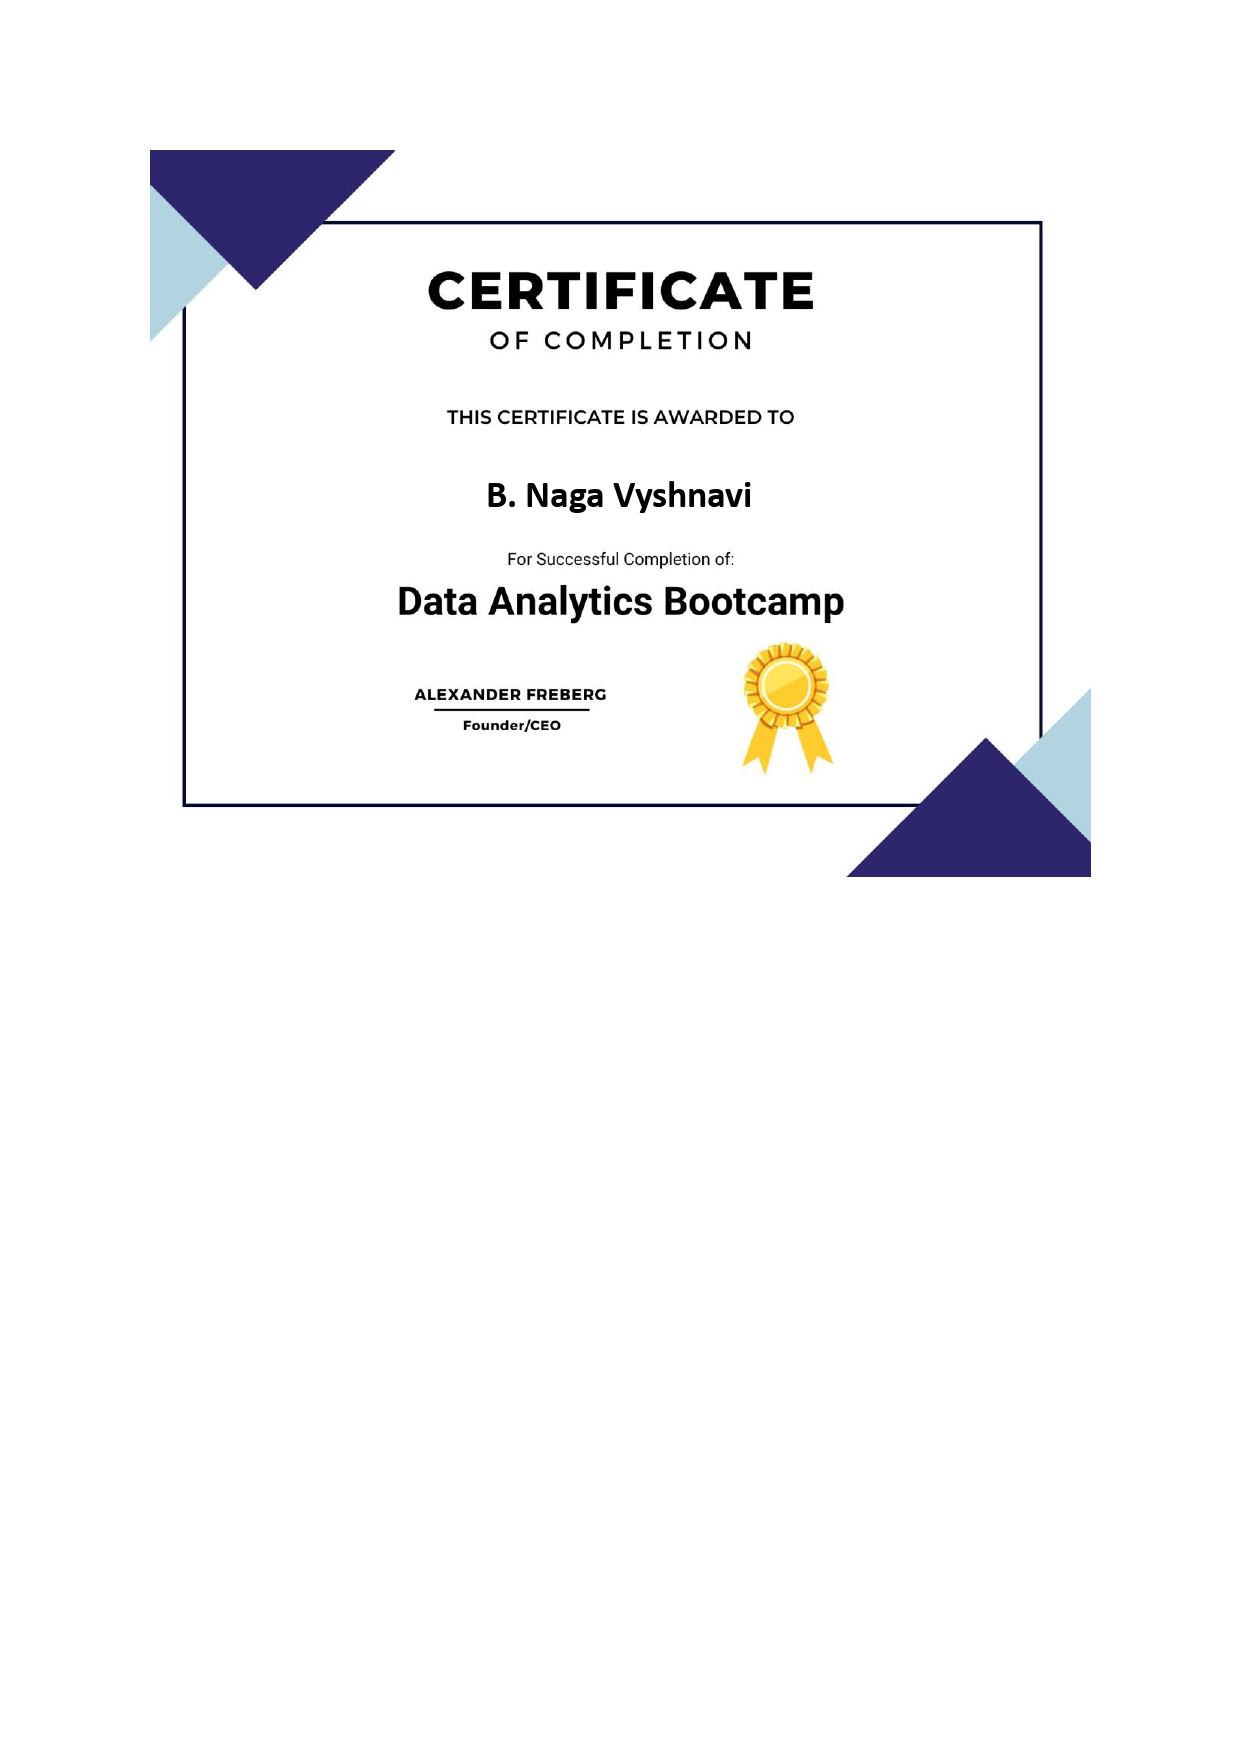 CERTIFICATE
OF COMPLETION
THIS CERTIFICATE IS AWARDED TO
B. Naga Vyshnavi
For Successful Completion of:
Data Analytics Bootcamp
ALEXANDER FREBERG
Founder/CEO